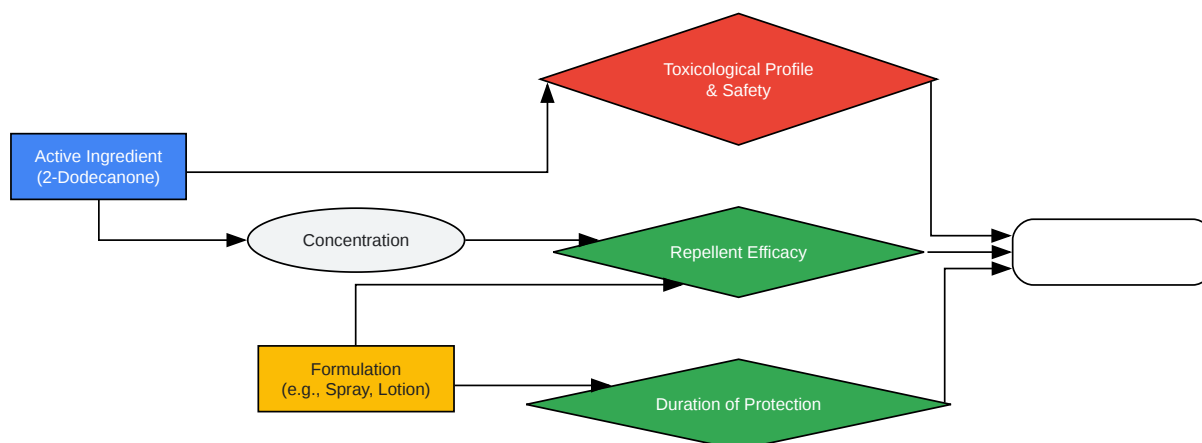 Toxicological Profile
& Safety
Active Ingredient
(2-Dodecanone)
Concentration
Repellent Efficacy
Formulation
(e.g., Spray, Lotion)
Duration of Protection